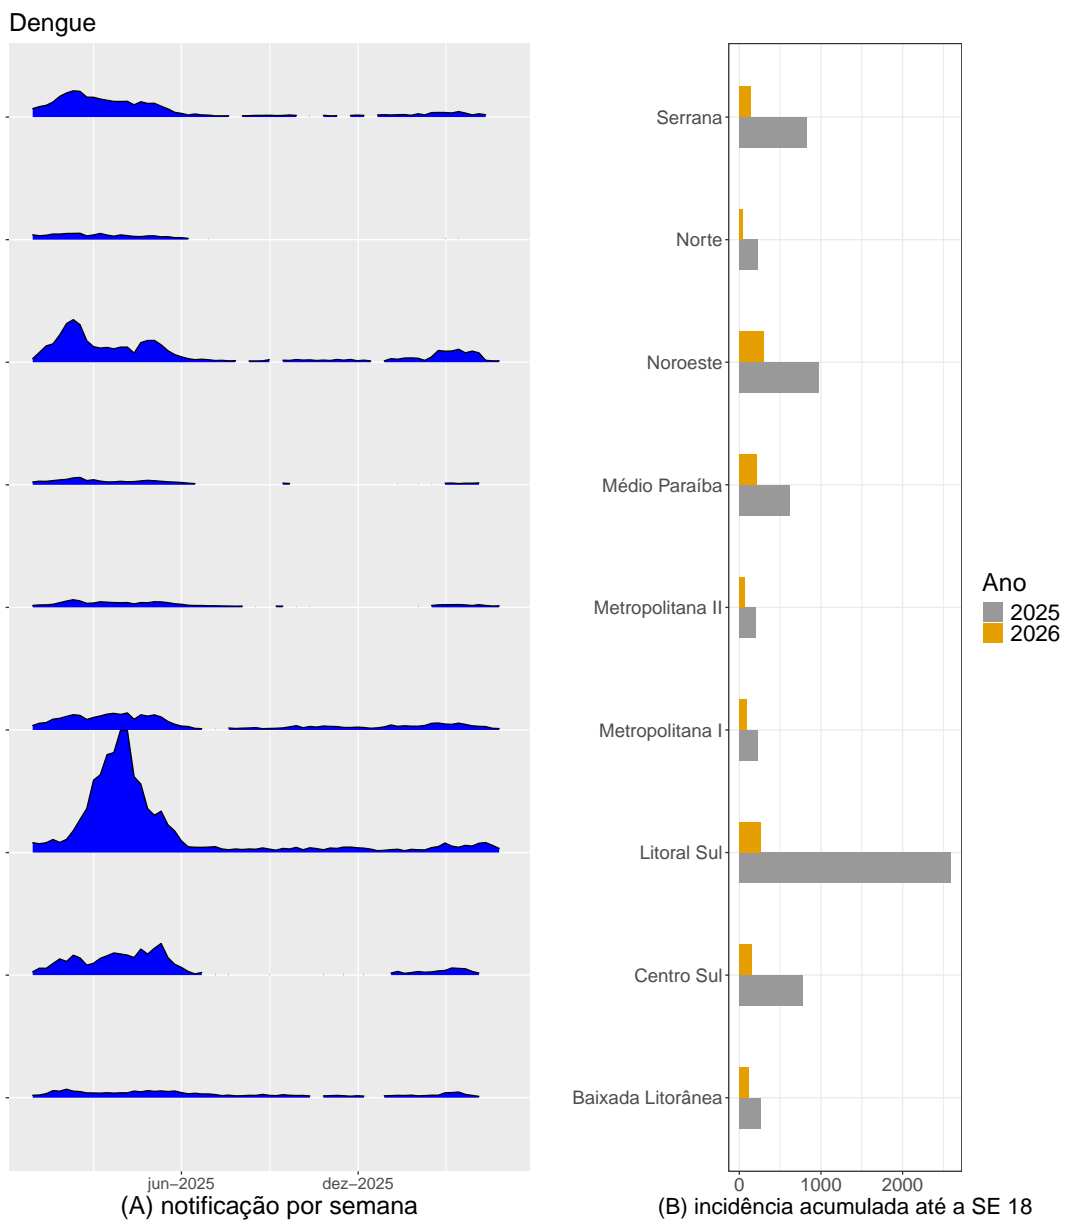 Dengue
Serrana
Norte
Noroeste
Médio Paraíba
Metropolitana II
Metropolitana I
Litoral Sul
Centro Sul
Baixada Litorânea
jun–2025 dez–2025
(A) notificação por semana
0 1000 2000
(B) incidência acumulada até a SE 18
Ano
2025
2026